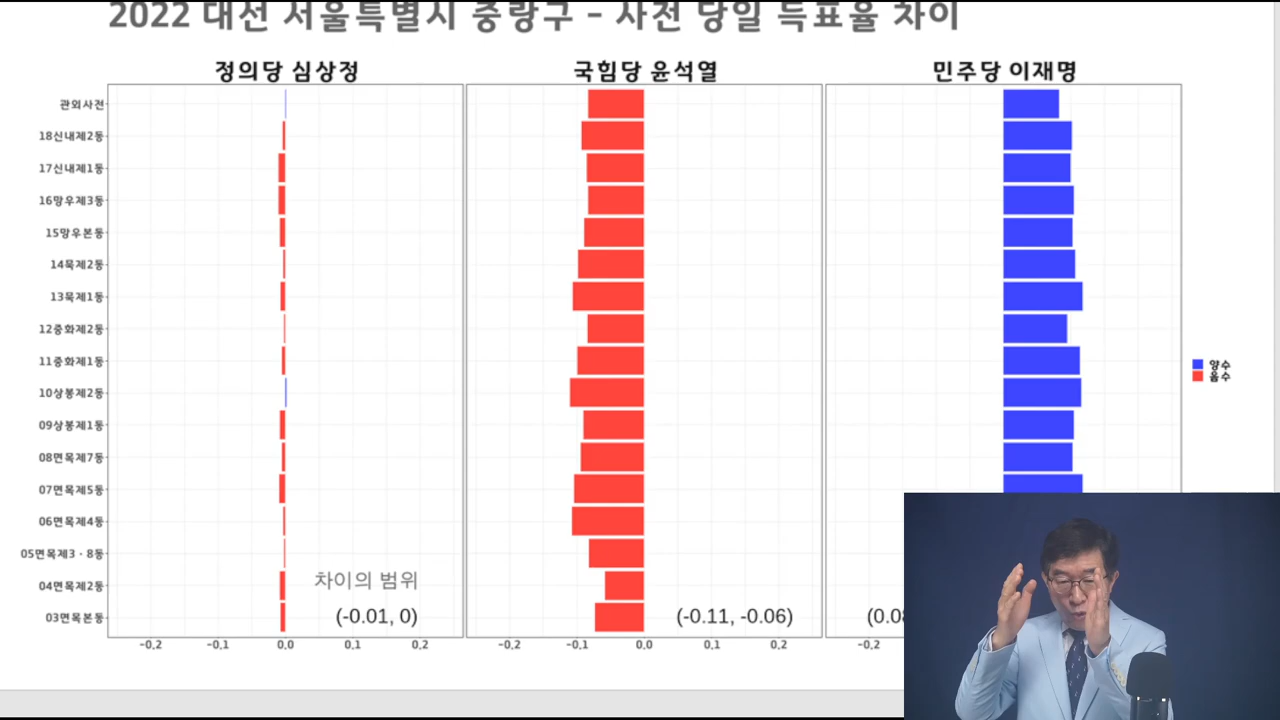 2022 대선 서울특별시 중랑구 - 사전 당일 득표율 차이
정의당 심상정
국힘당 윤석열
민주당 이재명
관외사전
18신내제2동
17신내제1동
16망우제3동
15망우본동
14묵제2동
13묵제1동
12중화제2동
11중화제1동
10상봉제2동
09상봉제1동
08면목제7동
07면목제5동
06면목제4동
05면목제3·8동
04면목제2동
03면목본동
차이의 범위
(-0.01, 0)
(-0.11, -0.06)
(0.08
-0.2 -0.1 0.0 0.1 0.2
-0.2 -0.1 0.0 0.1 0.2
-0.2
양수
음수